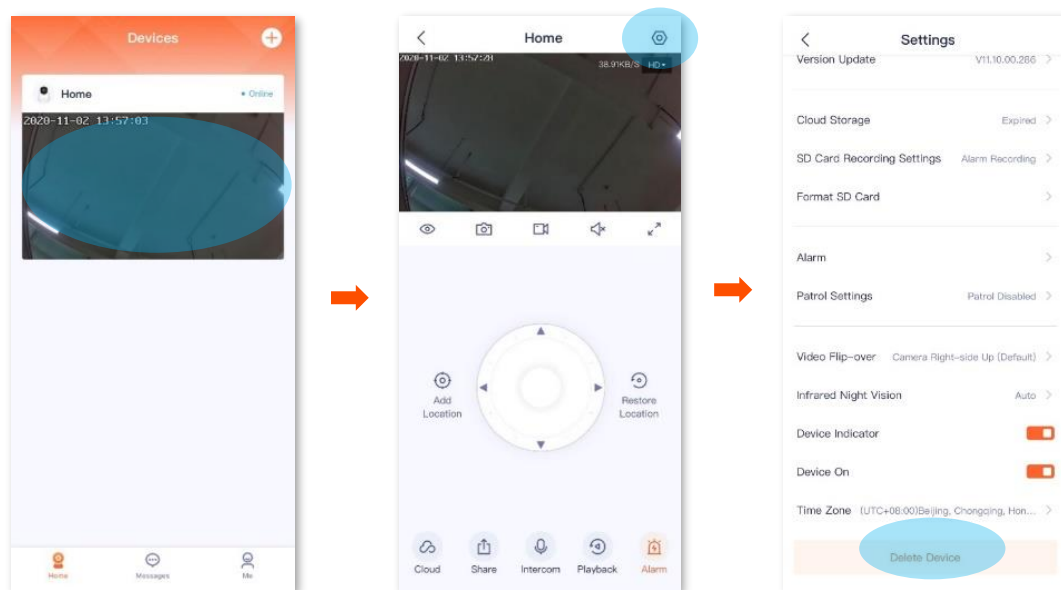 Devices
Home
Online
2020-11-02 13:57:03
Home
Messages
Me
Home
2020-11-02 13:57:28
38.91KB/S
HD
Add
Location
Restore
Location
Cloud
Share
Intercom
Playback
Alarm
Settings
Version Update V11.10.00.266
Cloud Storage Expired
SD Card Recording Settings Alarm Recording
Format SD Card
Alarm
Patrol Settings Patrol Disabled
Video Flip-over Camera Right-side Up (Default)
Infrared Night Vision Auto
Device Indicator
Device On
Time Zone (UTC+08:00)Beijing, Chongqing, Hon...
Delete Device